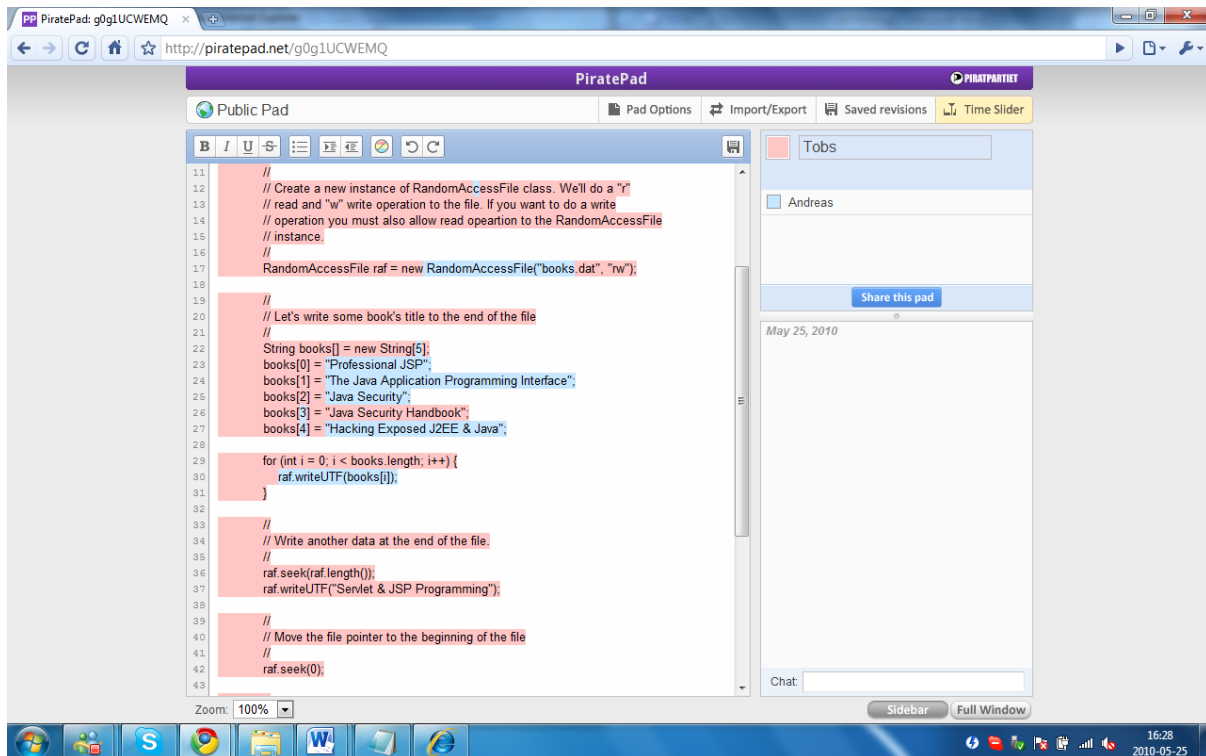 PP PiratePad: g0g1UCWEMQ
http://piratepad.net/g0g1UCWEMQ
PiratePad
PIRATPARTIET
Public Pad
Pad Options
Import/Export
Saved revisions
Time Slider
B I U S
Tobs
Andreas
Share this pad
May 25, 2010
11 //
12 // Create a new instance of RandomAccessFile class. We'll do a "r"
13 // read and "w" write operation to the file. If you want to do a write
14 // operation you must also allow read opeartion to the RandomAccessFile
15 // instance.
16 //
17 RandomAccessFile raf = new RandomAccessFile("books.dat", "rw");
18
19 //
20 // Let's write some book's title to the end of the file
21 //
22 String books[] = new String[5];
23 books[0] = "Professional JSP";
24 books[1] = "The Java Application Programming Interface";
25 books[2] = "Java Security";
26 books[3] = "Java Security Handbook";
27 books[4] = "Hacking Exposed J2EE & Java";
28
29 for (int i = 0; i < books.length; i++) {
30 raf.writeUTF(books[i]);
31 }
32
33 //
34 // Write another data at the end of the file.
35 //
36 raf.seek(raf.length());
37 raf.writeUTF("Servlet & JSP Programming");
38
39 //
40 // Move the file pointer to the beginning of the file
41 //
42 raf.seek(0);
43
Chat:
Zoom: 100%
Sidebar
Full Window
16:28
2010-05-25